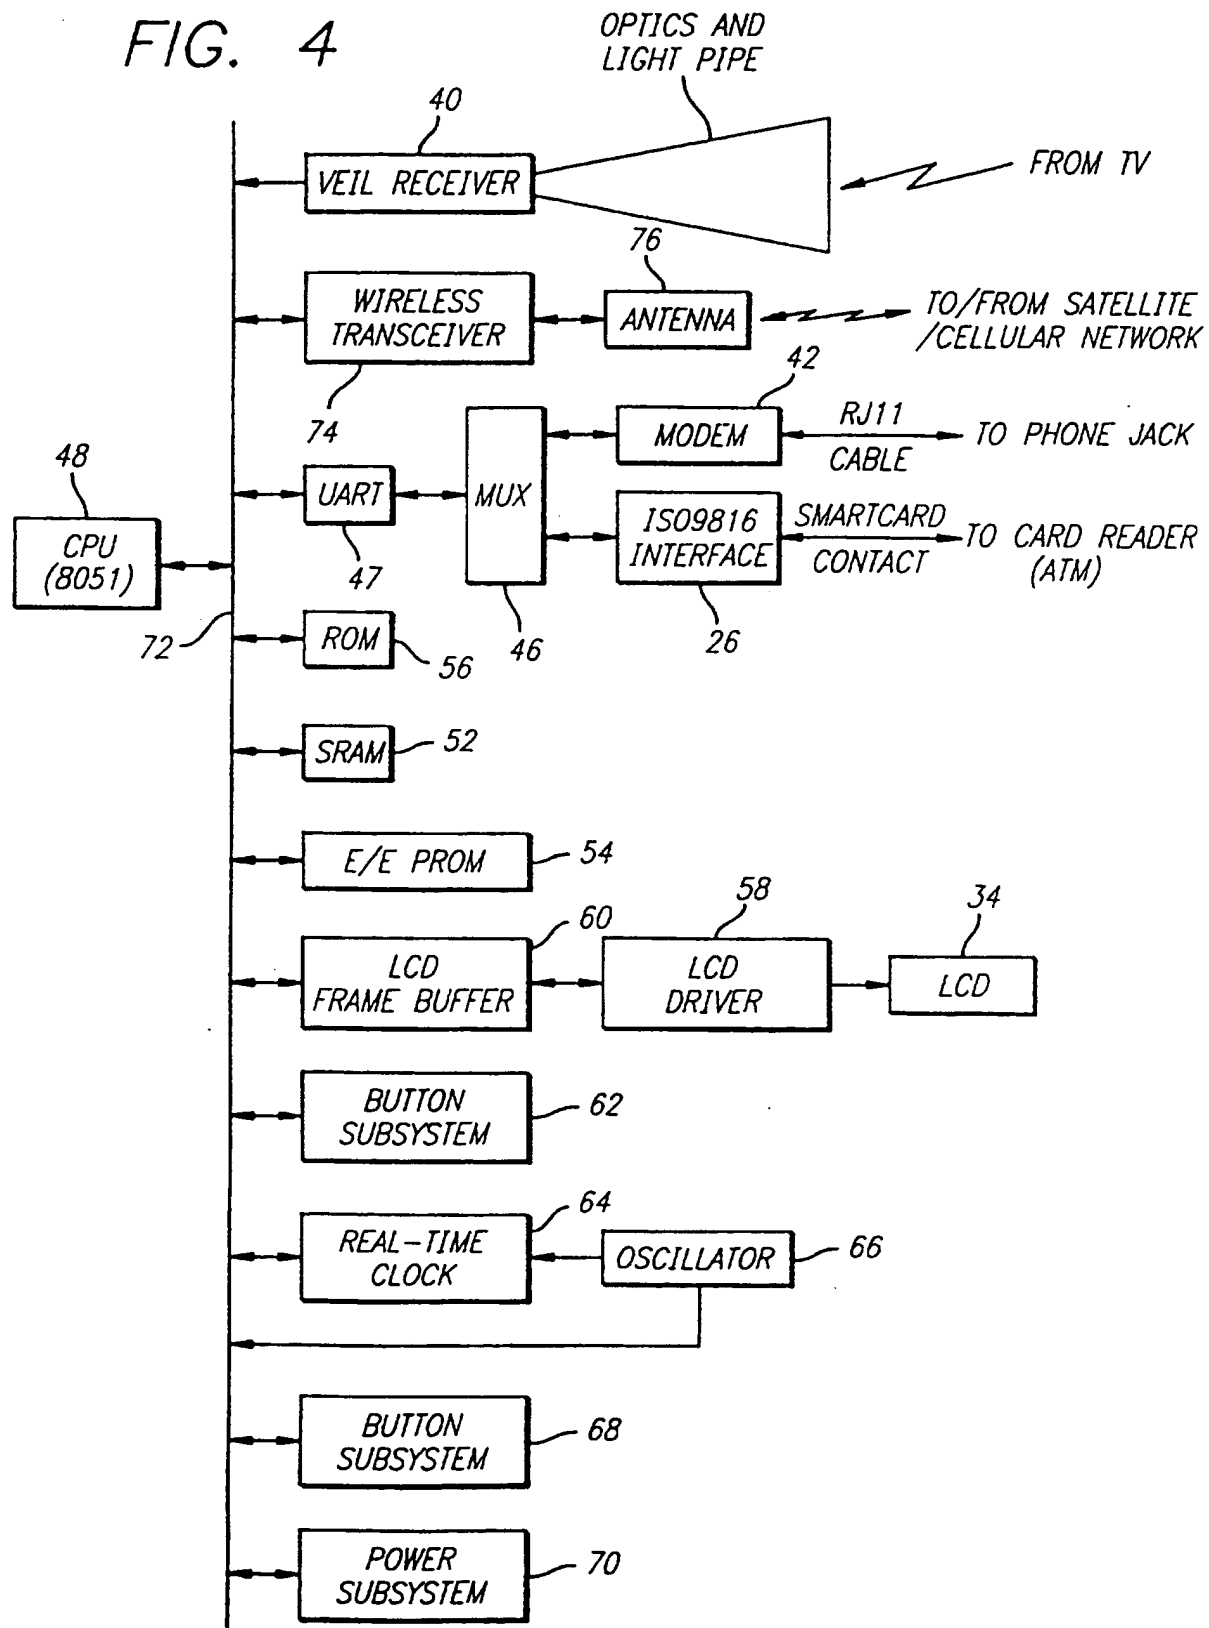 FIG. 4
OPTICS AND
LIGHT PIPE
40
VEIL RECEIVER
FROM TV
76
WIRELESS
TRANSCEIVER
ANTENNA
TO/FROM SATELLITE
/CELLULAR NETWORK
74
42
MODEM
RJ11
CABLE
TO PHONE JACK
48
CPU
(8051)
UART
47
MUX
46
ISO9816
INTERFACE
26
SMARTCARD
CONTACT
TO CARD READER
(ATM)
72
ROM
56
SRAM
52
E/E PROM
54
60
LCD
FRAME BUFFER
58
LCD
DRIVER
34
LCD
BUTTON
SUBSYSTEM
62
64
REAL-TIME
CLOCK
OSCILLATOR
66
BUTTON
SUBSYSTEM
68
POWER
SUBSYSTEM
70